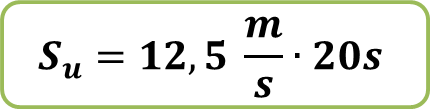 S_u = 12,5 m/s · 20s